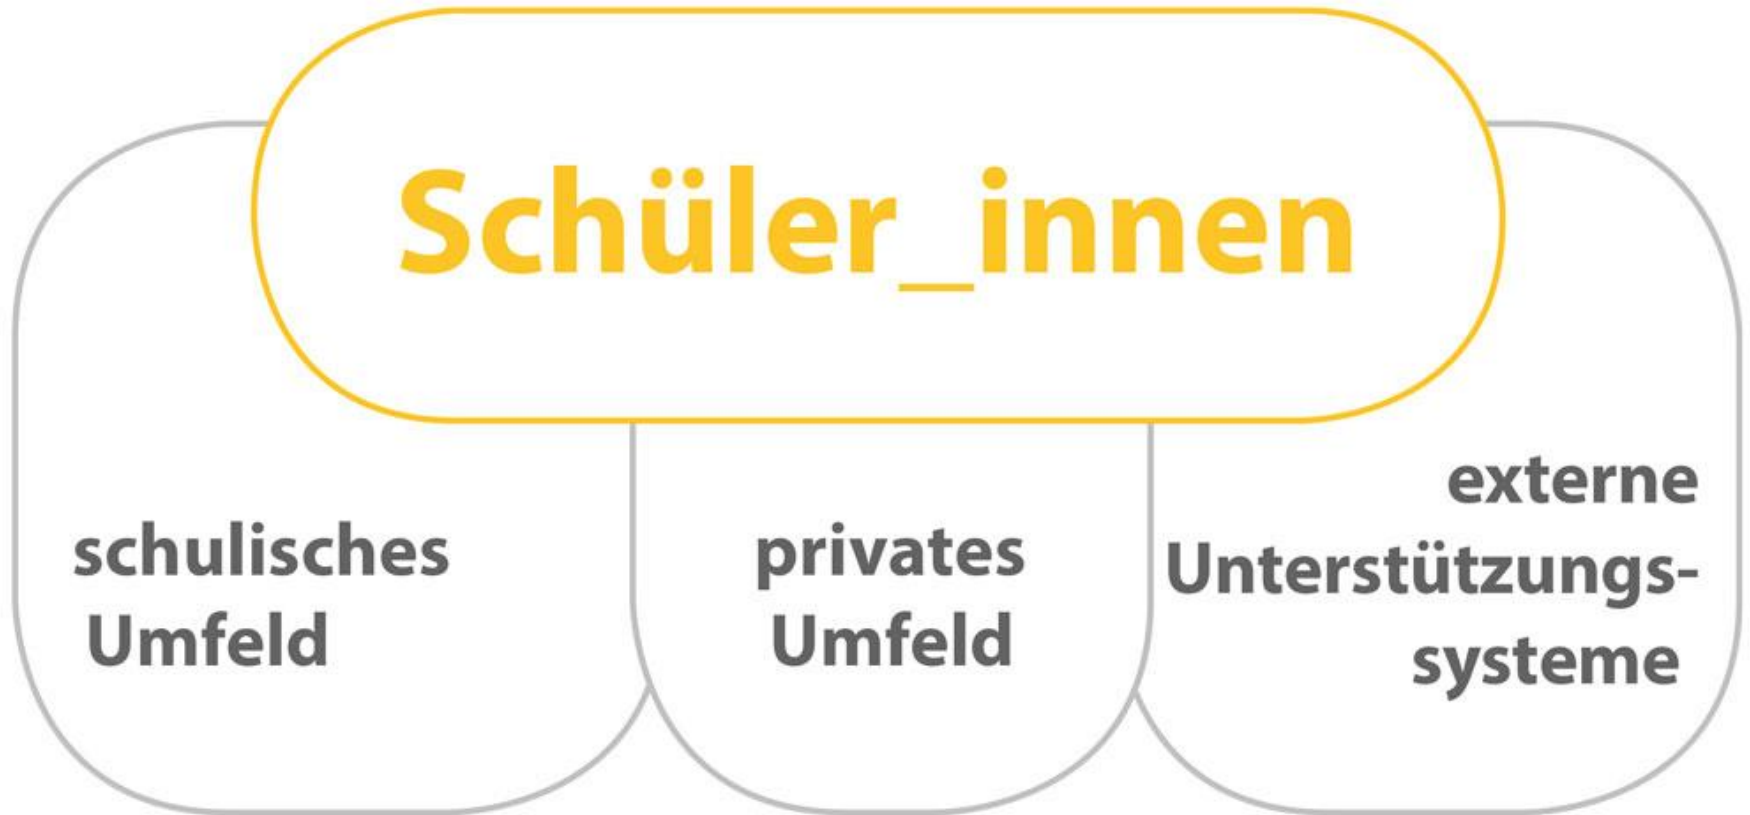 Schüler_innen
schulisches
Umfeld
privates
Umfeld
externe
Unterstützungs-
systeme